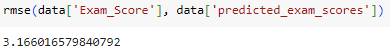 rmse(data['Exam_Score'], data['predicted_exam_scores'])
3.166016579840792